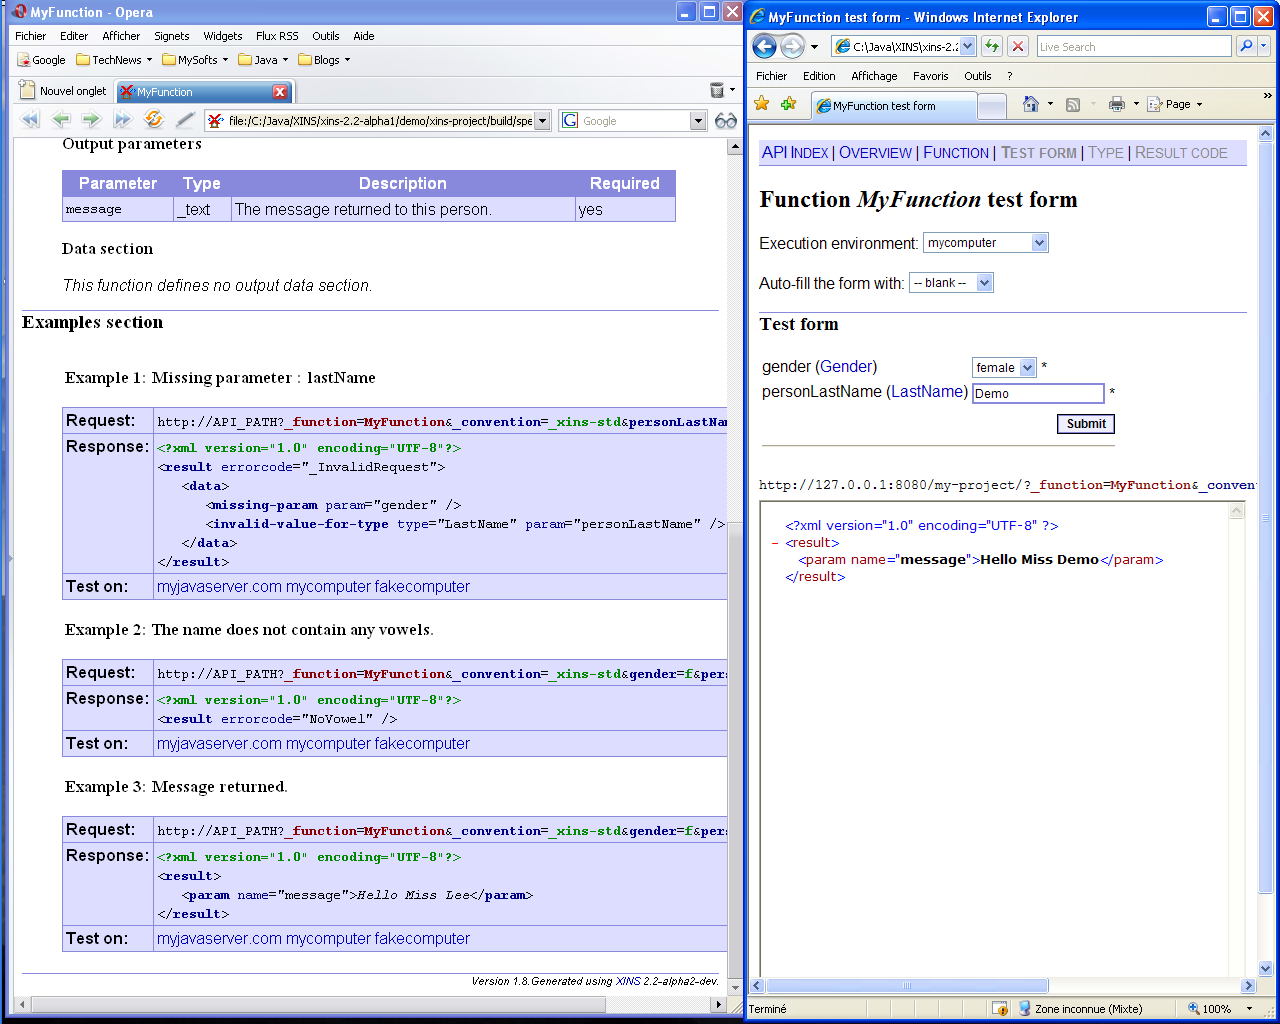 MyFunction - Opera
Fichier Editer Afficher Signets Widgets Flux RSS Outils Aide
Google TechNews MySofts Java Blogs
Nouvel onglet MyFunction
file:/C:/Java/XINS/xins-2.2-alpha1/demo/xins-project/build/spe Google
Output parameters
Parameter Type Description Required
message _text The message returned to this person. yes
Data section
This function defines no output data section.
Examples section
Example 1: Missing parameter : lastName
Request: http://API_PATH?_function=MyFunction&_convention=_xins-std&personLastNam
Response: <?xml version="1.0" encoding="UTF-8"?>
<result errorcode="_InvalidRequest">
<data>
<missing-param param="gender" />
<invalid-value-for-type type="LastName" param="personLastName" />
</data>
</result>
Test on: myjavaserver.com mycomputer fakecomputer
Example 2: The name does not contain any vowels.
Request: http://API_PATH?_function=MyFunction&_convention=_xins-std&gender=f&pers
Response: <?xml version="1.0" encoding="UTF-8"?>
<result errorcode="NoVowel" />
Test on: myjavaserver.com mycomputer fakecomputer
Example 3: Message returned.
Request: http://API_PATH?_function=MyFunction&_convention=_xins-std&gender=f&pers
Response: <?xml version="1.0" encoding="UTF-8"?>
<result>
<param name="message">Hello Miss Lee</param>
</result>
Test on: myjavaserver.com mycomputer fakecomputer
Version 1.8.Generated using XINS 2.2-alpha2-dev.
MyFunction test form - Windows Internet Explorer
C:\Java\XINS\xins-2.2 Live Search
Fichier Edition Affichage Favoris Outils ?
MyFunction test form Page »
API INDEX | OVERVIEW | FUNCTION | TEST FORM | TYPE | RESULT CODE
Function MyFunction test form
Execution environment: mycomputer
Auto-fill the form with: -- blank --
Test form
gender (Gender) female *
personLastName (LastName) Demo *
Submit
http://127.0.0.1:8080/my-project/?_function=MyFunction&_conven
<?xml version="1.0" encoding="UTF-8" ?>
- <result>
<param name="message">Hello Miss Demo</param>
</result>
Terminé Zone inconnue (Mixte) 100%